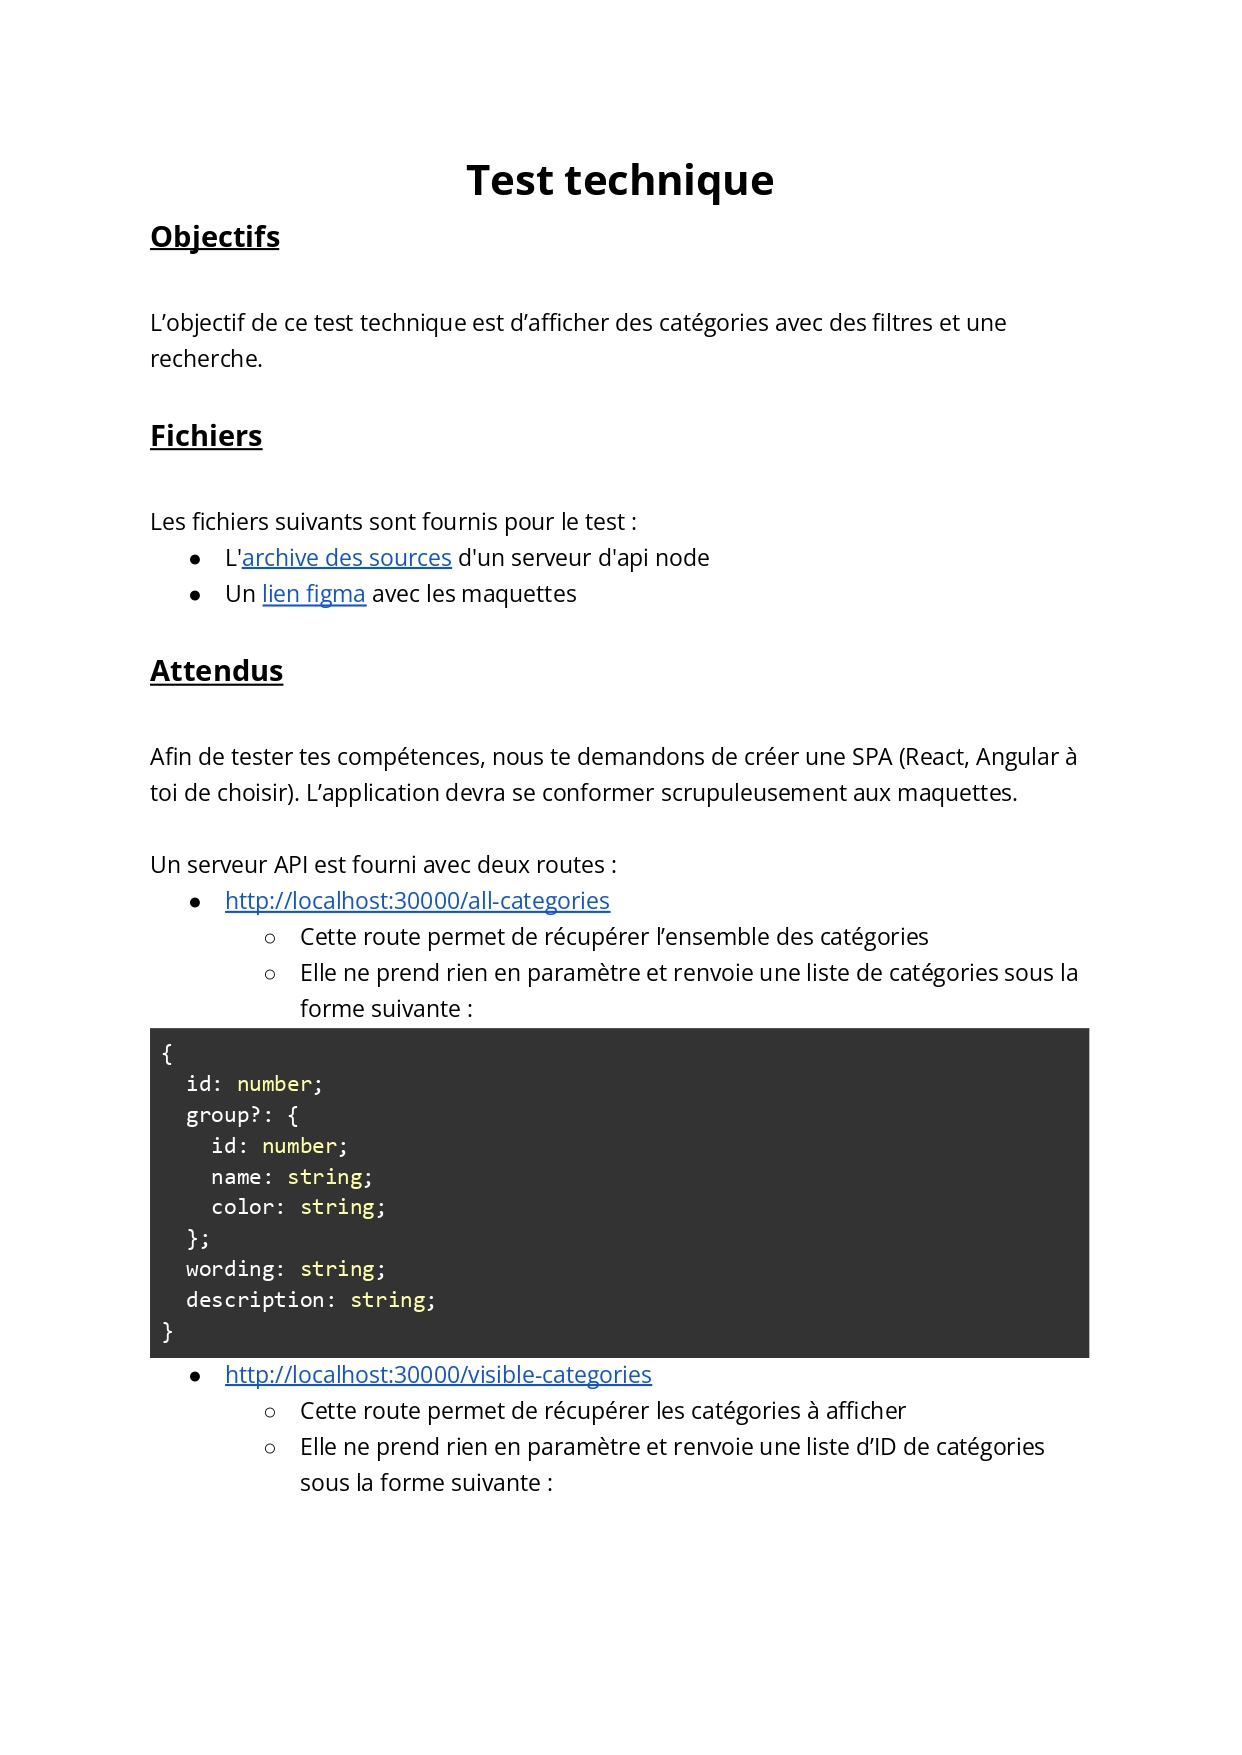 Test technique
Objectifs
L’objectif de ce test technique est d’afficher des catégories avec des filtres et une
recherche.
Fichiers
Les fichiers suivants sont fournis pour le test :
● L'archive des sources d'un serveur d'api node
● Un lien figma avec les maquettes
Attendus
Afin de tester tes compétences, nous te demandons de créer une SPA (React, Angular à
toi de choisir). L’application devra se conformer scrupuleusement aux maquettes.
Un serveur API est fourni avec deux routes :
● http://localhost:30000/all-categories
○ Cette route permet de récupérer l’ensemble des catégories
○ Elle ne prend rien en paramètre et renvoie une liste de catégories sous la
forme suivante :
{
  id: number;
  group?: {
    id: number;
    name: string;
    color: string;
  };
  wording: string;
  description: string;
}
● http://localhost:30000/visible-categories
○ Cette route permet de récupérer les catégories à afficher
○ Elle ne prend rien en paramètre et renvoie une liste d’ID de catégories
sous la forme suivante :